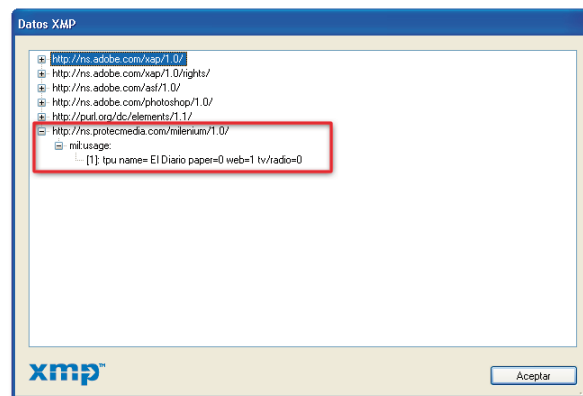 Datos XMP
http://ns.adobe.com/xap/1.0/
http://ns.adobe.com/xap/1.0/rights/
http://ns.adobe.com/asf/1.0/
http://ns.adobe.com/photoshop/1.0/
http://purl.org/dc/elements/1.1/
http://ns.protecmedia.com/milenium/1.0/
mil:usage:
[1]: tpu name= El Diario paper=0 web=1 tv/radio=0
xmp™
Aceptar